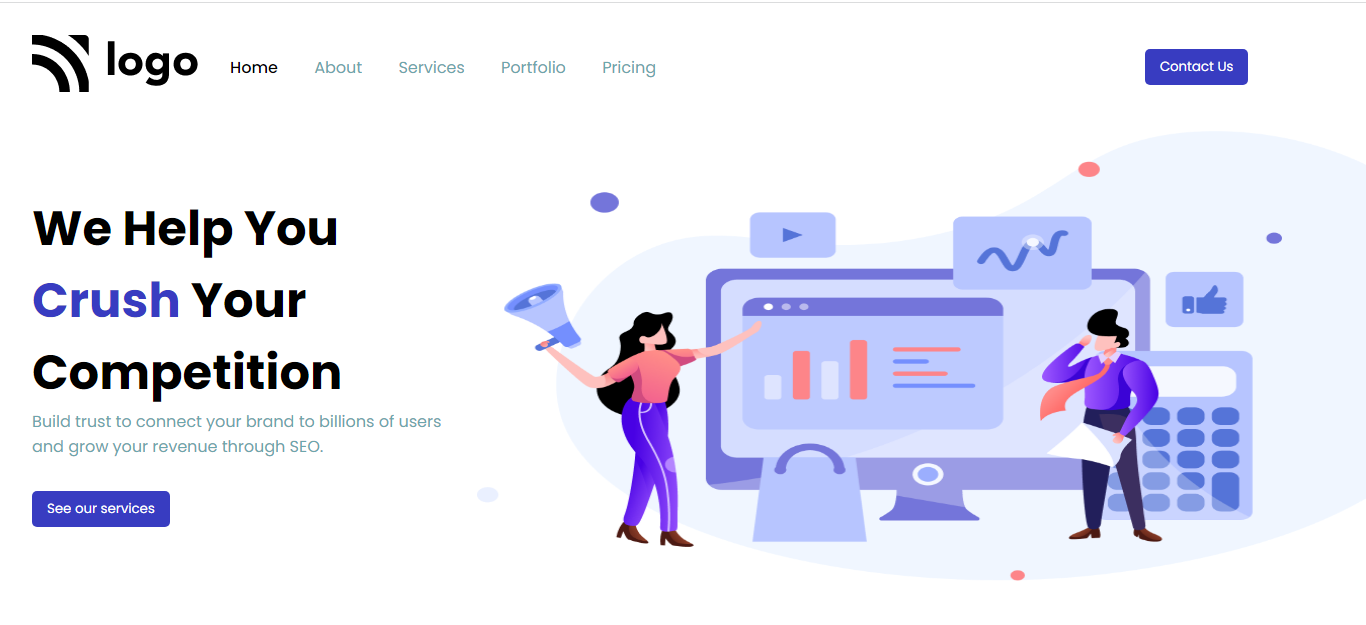 logo
Home About Services Portfolio Pricing
Contact Us
We Help You
Crush Your
Competition
Build trust to connect your brand to billions of users
and grow your revenue through SEO.
See our services